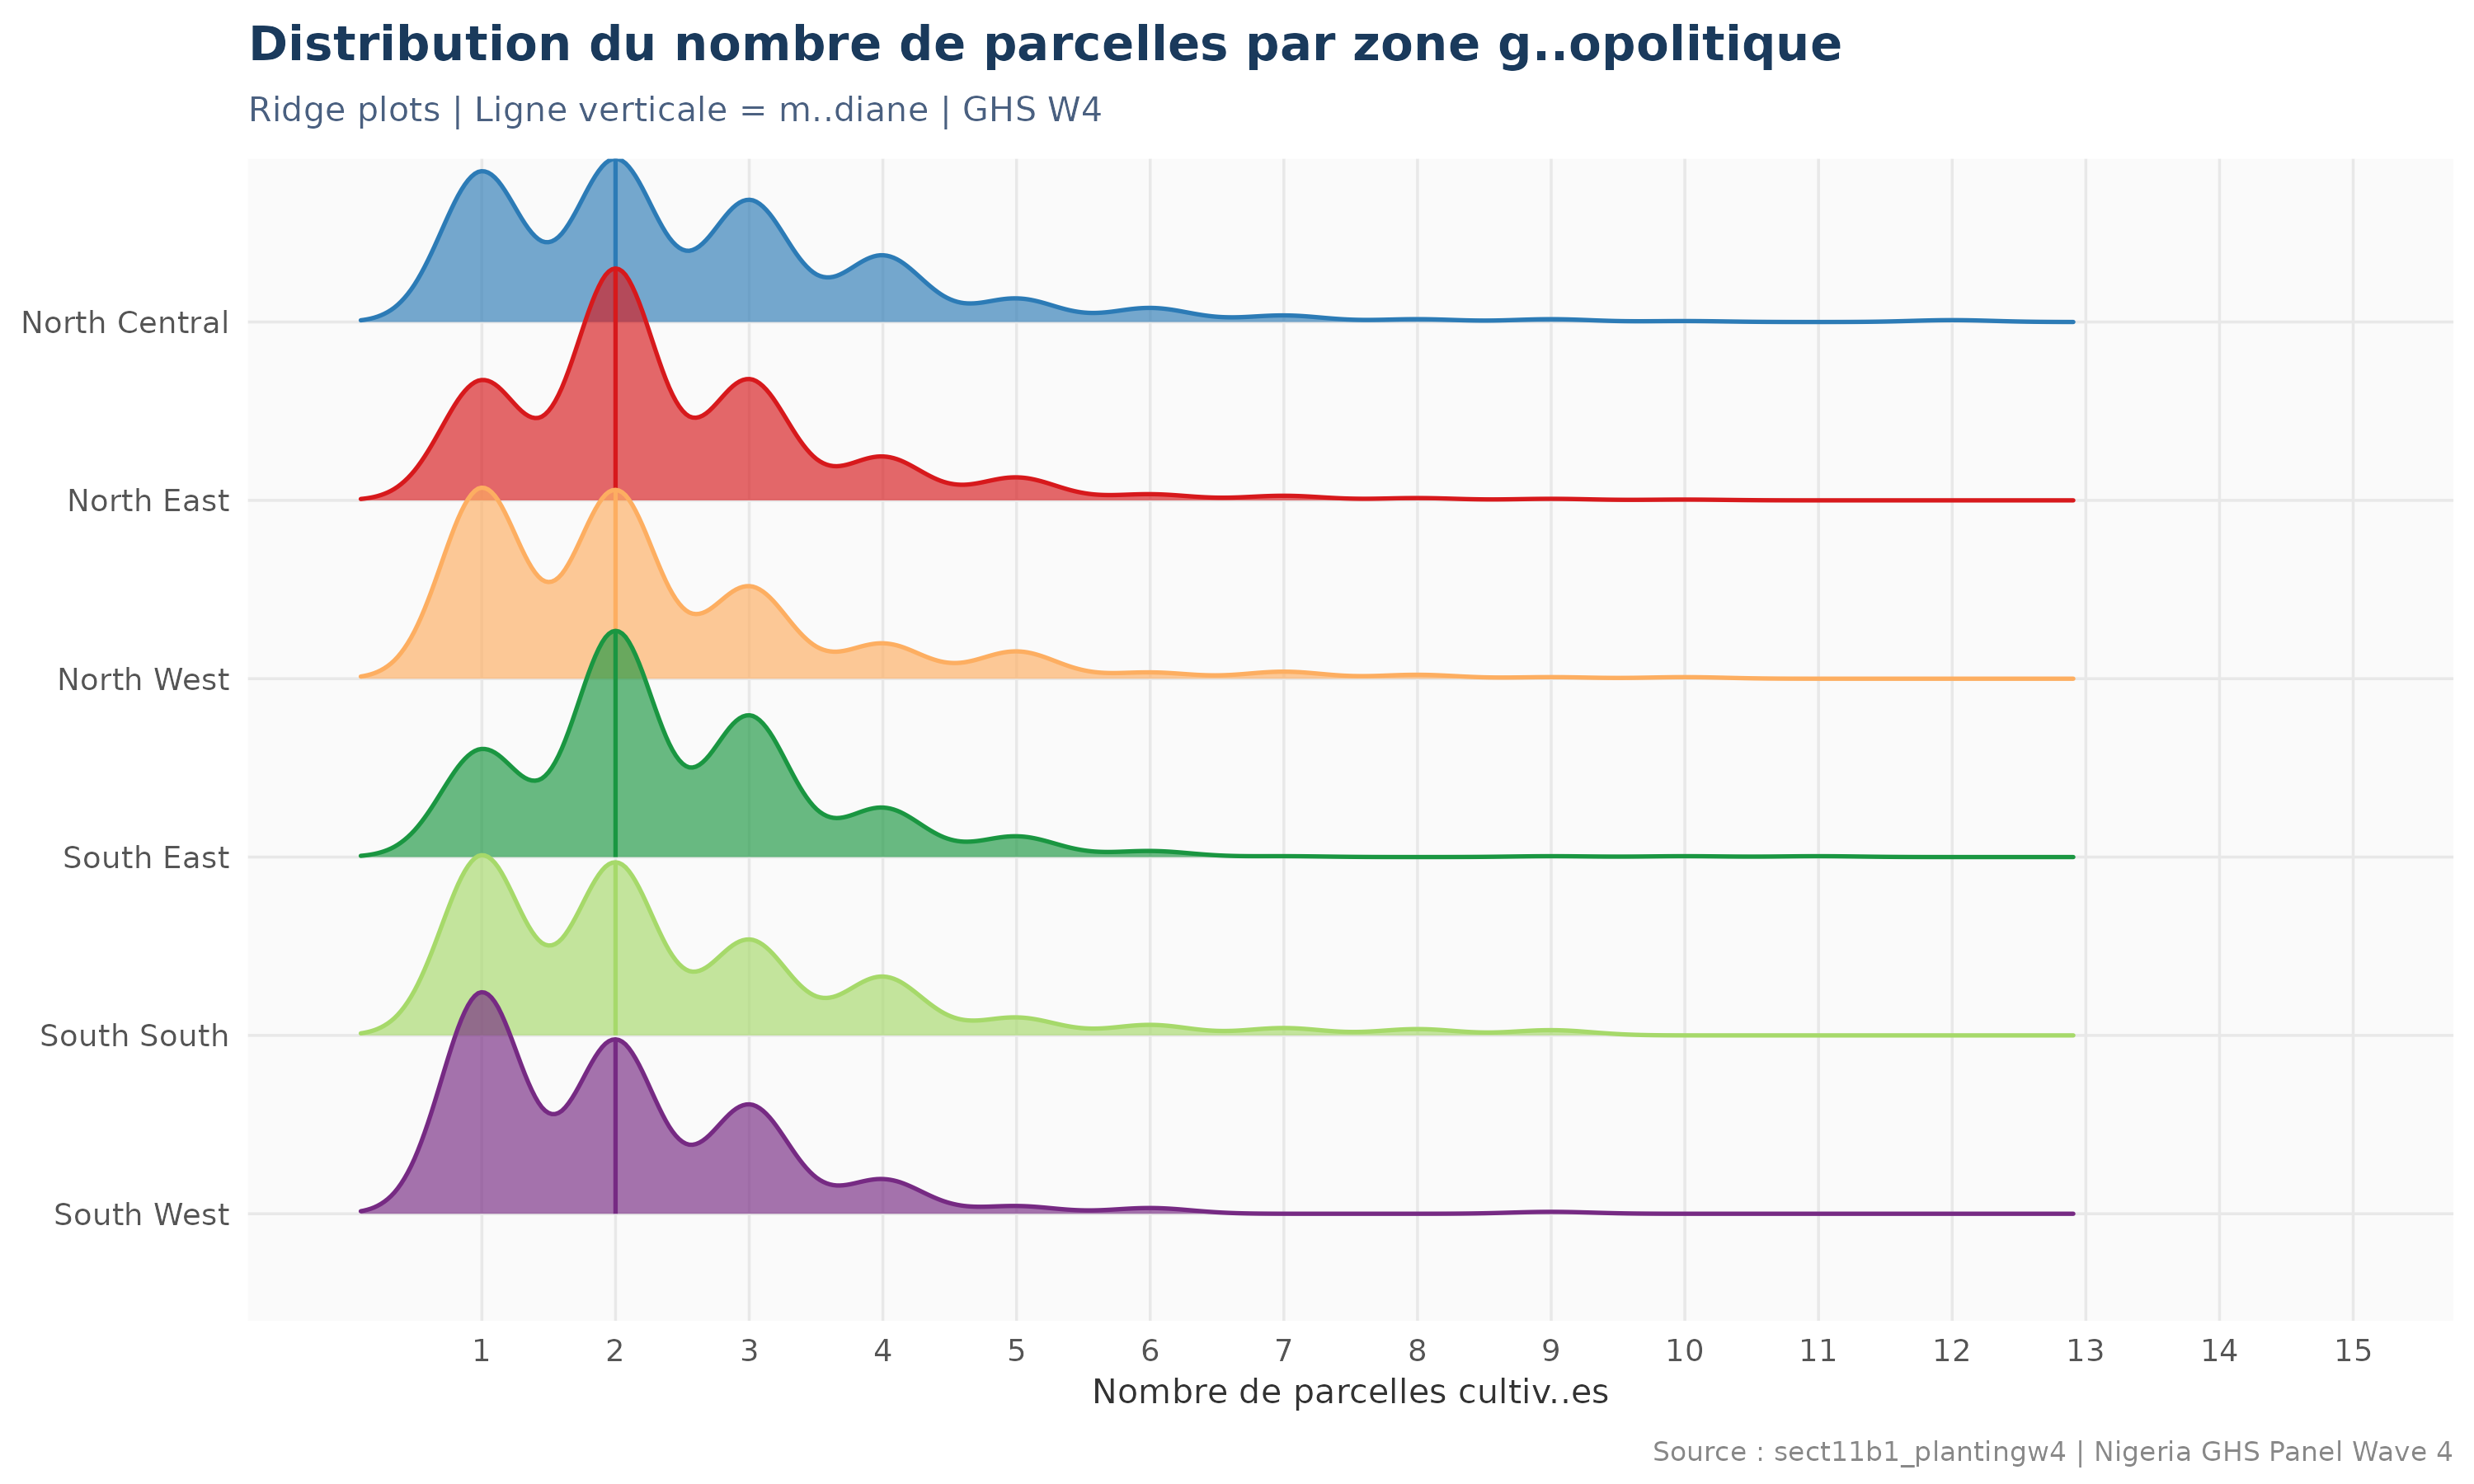 Distribution du nombre de parcelles par zone g..opolitique
Ridge plots | Ligne verticale = m..diane | GHS W4
North Central
North East
North West
South East
South South
South West
1 2 3 4 5 6 7 8 9 10 11 12 13 14 15
Nombre de parcelles cultiv..es
Source : sect11b1_plantingw4 | Nigeria GHS Panel Wave 4